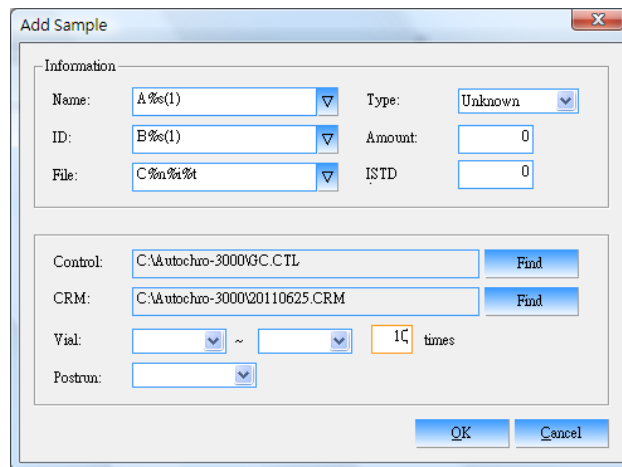 Add Sample
Information
Name: A%s(1) Type: Unknown
ID: B%s(1) Amount: 0
File: C%n%i%t ISTD 0
Control: C:\Autochro-3000\GC.CTL Find
CRM: C:\Autochro-3000\20110625.CRM Find
Vial: ~ times
Postrun:
OK Cancel